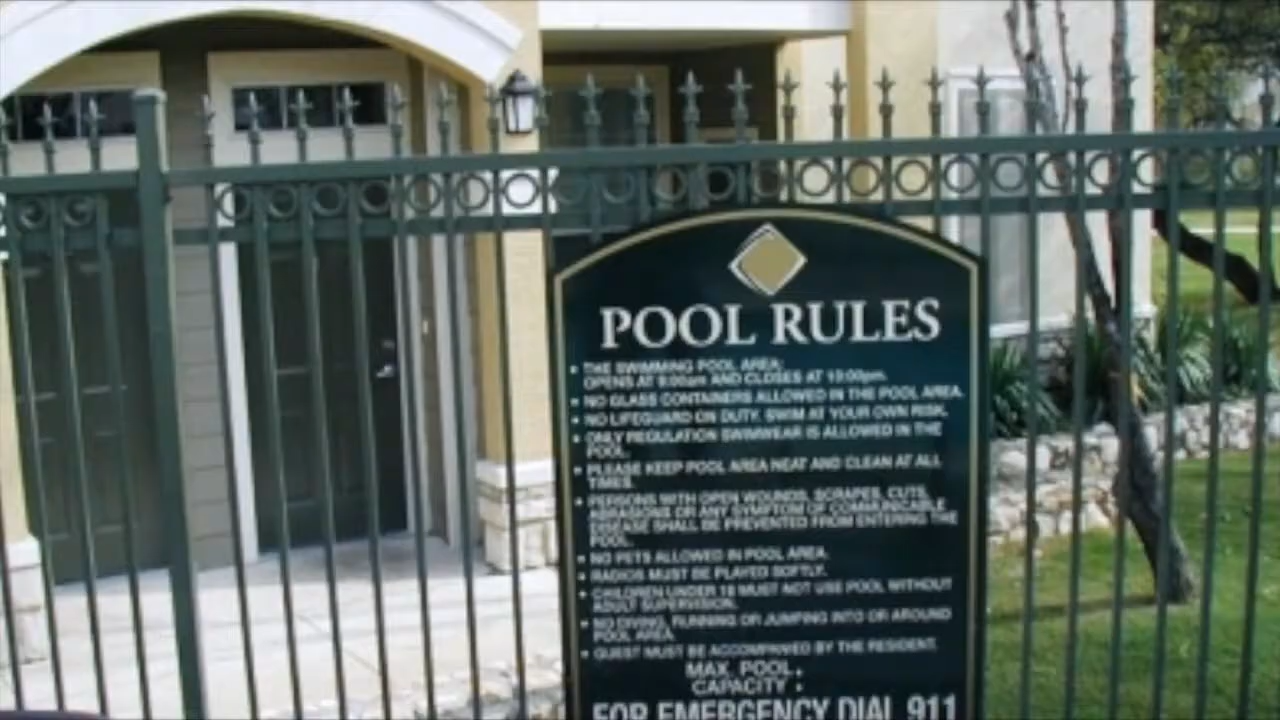 POOL RULES
• THE SWIMMING POOL AREA:
OPENS AT 9:00am AND CLOSES AT 10:00pm.
• NO GLASS CONTAINERS ALLOWED IN THE POOL AREA.
• NO LIFEGUARD ON DUTY. SWIM AT YOUR OWN RISK.
• ONLY REGULATION SWIMWEAR IS ALLOWED IN THE
POOL.
• PLEASE KEEP POOL AREA NEAT AND CLEAN AT ALL
TIMES.
• PERSONS WITH OPEN WOUNDS, SCRAPES, CUTS,
ABRASIONS OR ANY SYMPTOM OF COMMUNICABLE
DISEASE SHALL BE PREVENTED FROM ENTERING THE
POOL.
• NO PETS ALLOWED IN POOL AREA.
• RADIOS MUST BE PLAYED SOFTLY.
• CHILDREN UNDER MUST NOT USE POOL WITHOUT
ADULT SUPERVISION.
• NO DIVING, RUNNING OR JUMPING INTO OR AROUND
POOL AREA.
• GUEST MUST BE ACCOMPANIED BY THE RESIDENT.
MAX. POOL
CAPACITY
FOR EMERGENCY DIAL 911